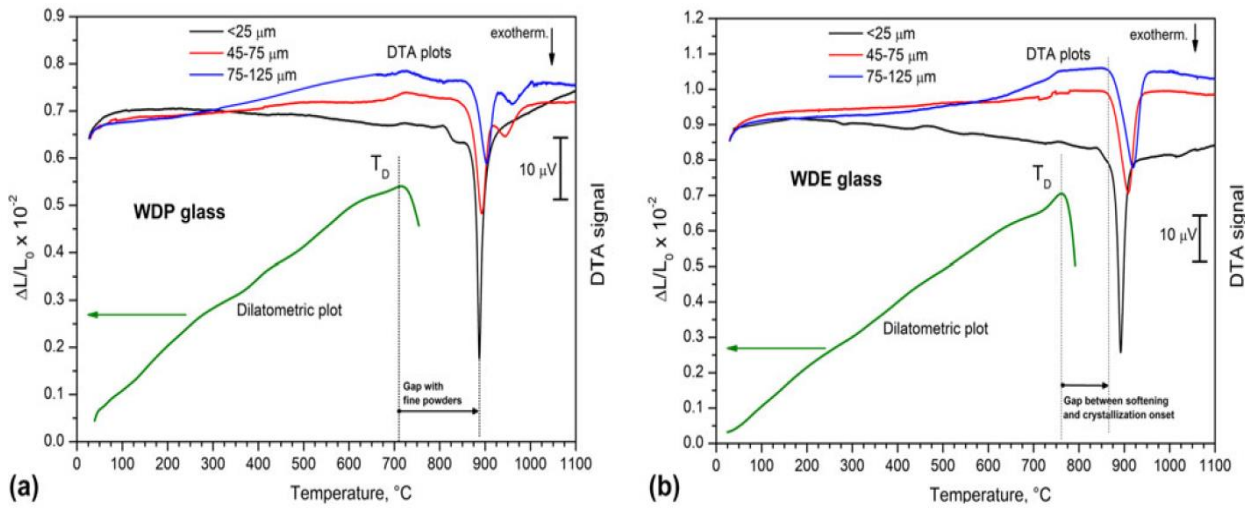 <25 μm
45-75 μm
75-125 μm
DTA plots
exotherm.
10 μV
T_D
WDP glass
Dilatometric plot
Gap with
fine powders
0.9
0.8
0.7
0.6
0.5
0.4
0.3
0.2
0.1
0.0
ΔL/L₀ x 10⁻²
DTA signal
0 100 200 300 400 500 600 700 800 900 1000 1100
Temperature, °C
(a)
<25 μm
45-75 μm
75-125 μm
DTA plots
exotherm.
T_D
WDE glass
10 μV
Dilatometric plot
Gap between softening
and crystallization onset
1.2
1.1
1.0
0.9
0.8
0.7
0.6
0.5
0.4
0.3
0.2
0.1
0.0
ΔL/L₀ x 10⁻²
DTA signal
0 100 200 300 400 500 600 700 800 900 1000 1100
Temperature, °C
(b)